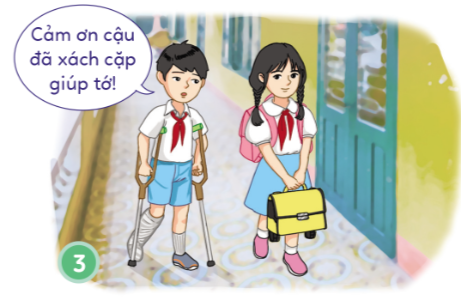 Cảm ơn cậu
đã xách cặp
giúp tớ!
3